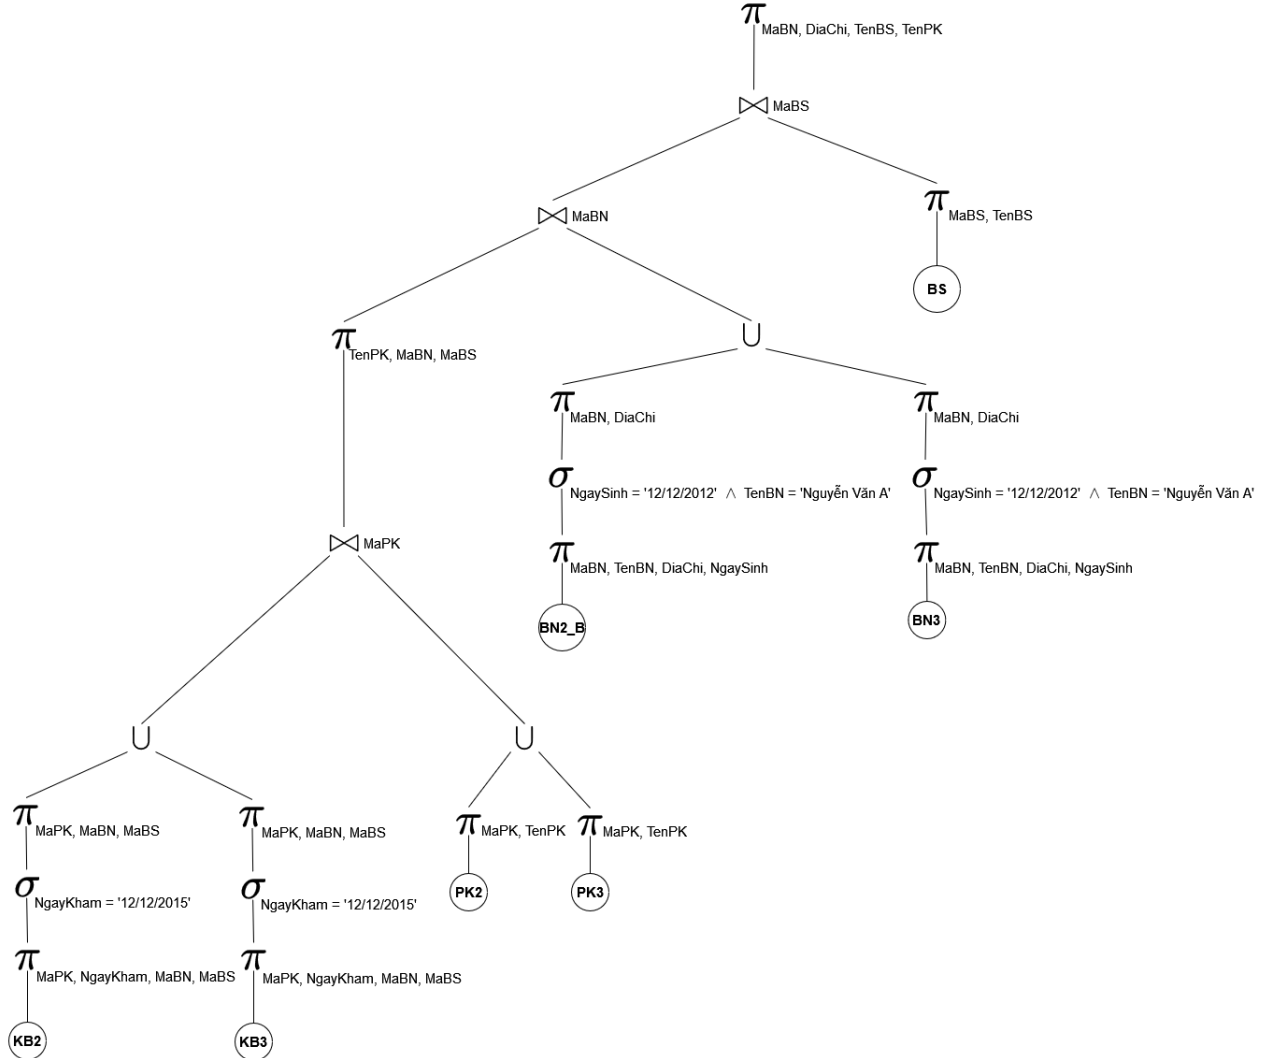 π MaBN, DiaChi, TenBS, TenPK
⋈ MaBS
π MaBS, TenBS
⋈ MaBN
BS
π TenPK, MaBN, MaBS
∪
π MaBN, DiaChi
π MaBN, DiaChi
σ NgaySinh = '12/12/2012' ∧ TenBN = 'Nguyễn Văn A'
σ NgaySinh = '12/12/2012' ∧ TenBN = 'Nguyễn Văn A'
⋈ MaPK
π MaBN, TenBN, DiaChi, NgaySinh
π MaBN, TenBN, DiaChi, NgaySinh
BN2_B
BN3
∪
∪
π MaPK, MaBN, MaBS
π MaPK, MaBN, MaBS
π MaPK, TenPK
π MaPK, TenPK
σ NgayKham = '12/12/2015'
σ NgayKham = '12/12/2015'
PK2
PK3
π MaPK, NgayKham, MaBN, MaBS
π MaPK, NgayKham, MaBN, MaBS
KB2
KB3